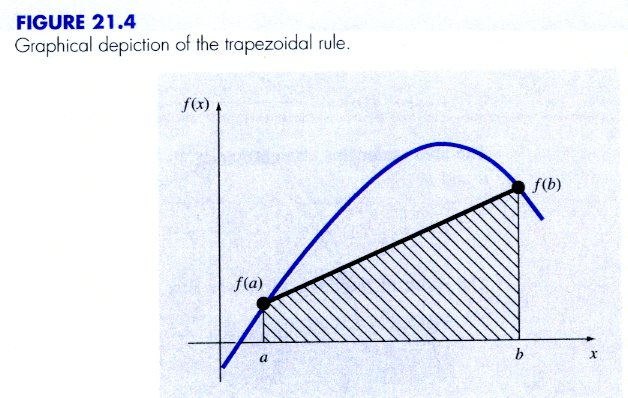 FIGURE 21.4
Graphical depiction of the trapezoidal rule.
f(x)
f(b)
f(a)
a
b
x